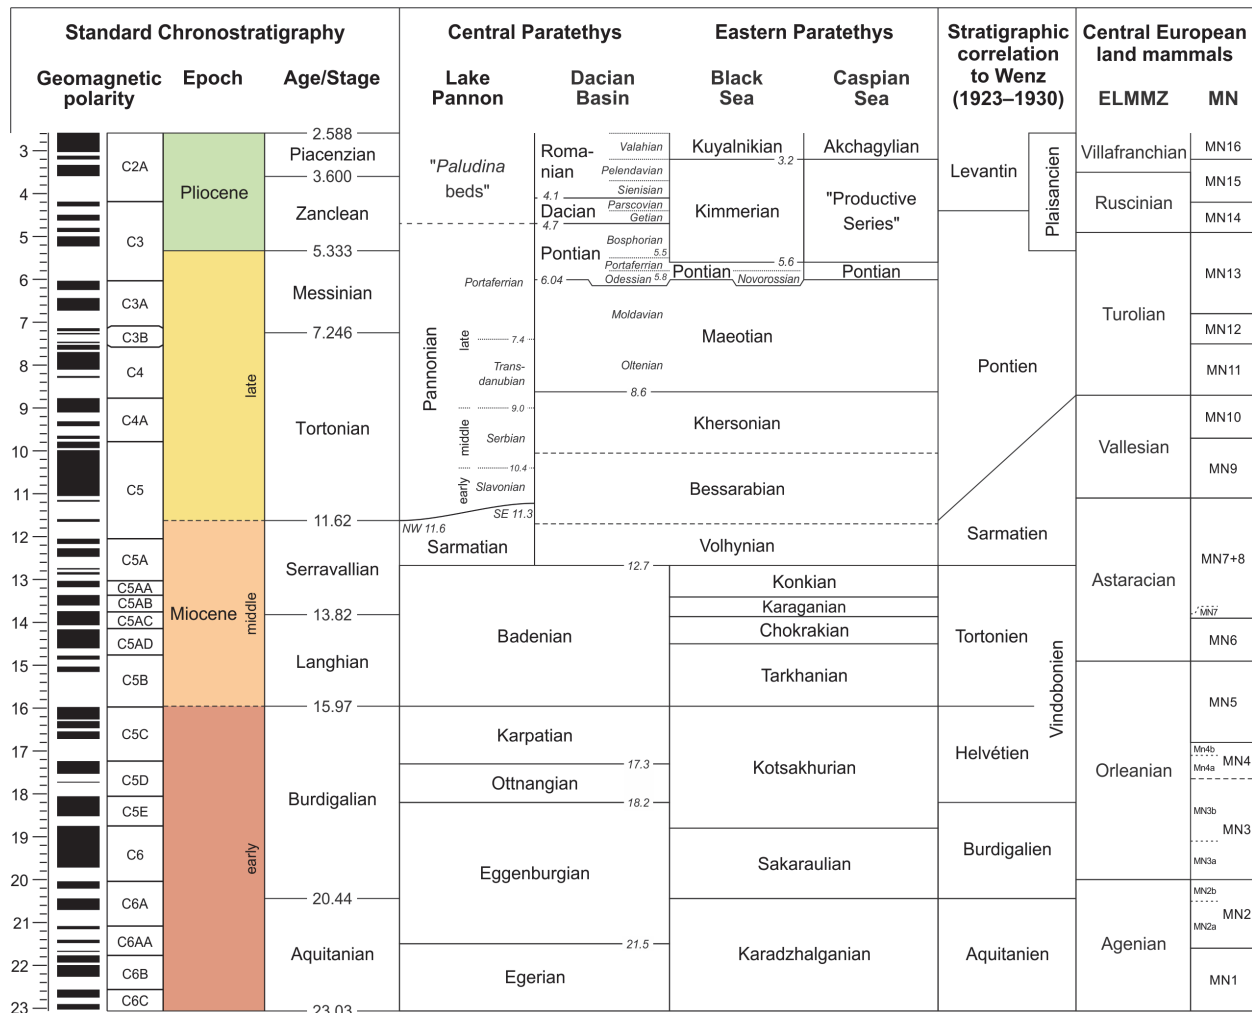 Standard Chronostratigraphy
Central Paratethys
Eastern Paratethys
Stratigraphic
correlation
to Wenz
(1923–1930)
Central European
land mammals
Geomagnetic
polarity
Epoch
Age/Stage
Lake
Pannon
Dacian
Basin
Black
Sea
Caspian
Sea
ELMMZ
MN
3
4
5
6
7
8
9
10
11
12
13
14
15
16
17
18
19
20
21
22
23
C2A
C3
C3A
C3B
C4
C4A
C5
C5A
C5AA
C5AB
C5AC
C5AD
C5B
C5C
C5D
C5E
C6
C6A
C6AA
C6B
C6C
Pliocene
Miocene
late
middle
early
2.588
Piacenzian
3.600
Zanclean
5.333
Messinian
7.246
Tortonian
11.62
Serravallian
13.82
Langhian
15.97
Burdigalian
20.44
Aquitanian
23.03
"Paludina
beds"
Pannonian
Portaferrian
late
7.4
Trans-
danubian
9.0
middle
Serbian
10.4
early
Slavonian
SE 11.3
NW 11.6
Sarmatian
Roma-
nian
Valahian
Pelendavian
Sienisian
4.1
Dacian
Parscovian
Getian
4.7
Pontian
Bosphorian
5.5
Portaferrian
6.04
Odessian
5.8
Moldavian
Oltenian
8.6
12.7
Badenian
Karpatian
17.3
Ottnangian
18.2
Eggenburgian
21.5
Egerian
Kuyalnikian
Akchagylian
3.2
Kimmerian
"Productive
Series"
5.6
Pontian
Novorossian
Pontian
Maeotian
Khersonian
Bessarabian
Volhynian
Konkian
Karaganian
Chokrakian
Tarkhanian
Kotsakhurian
Sakaraulian
Karadzhalganian
Levantin
Plaisancien
Pontien
Sarmatien
Tortonien
Vindobonien
Helvétien
Burdigalien
Aquitanien
Villafranchian
Ruscinian
Turolian
Vallesian
Astaracian
Orleanian
Agenian
MN16
MN15
MN14
MN13
MN12
MN11
MN10
MN9
MN7+8
MN7
MN6
MN5
Mn4b
MN4
Mn4a
MN3b
MN3
MN3a
MN2b
MN2
MN2a
MN1